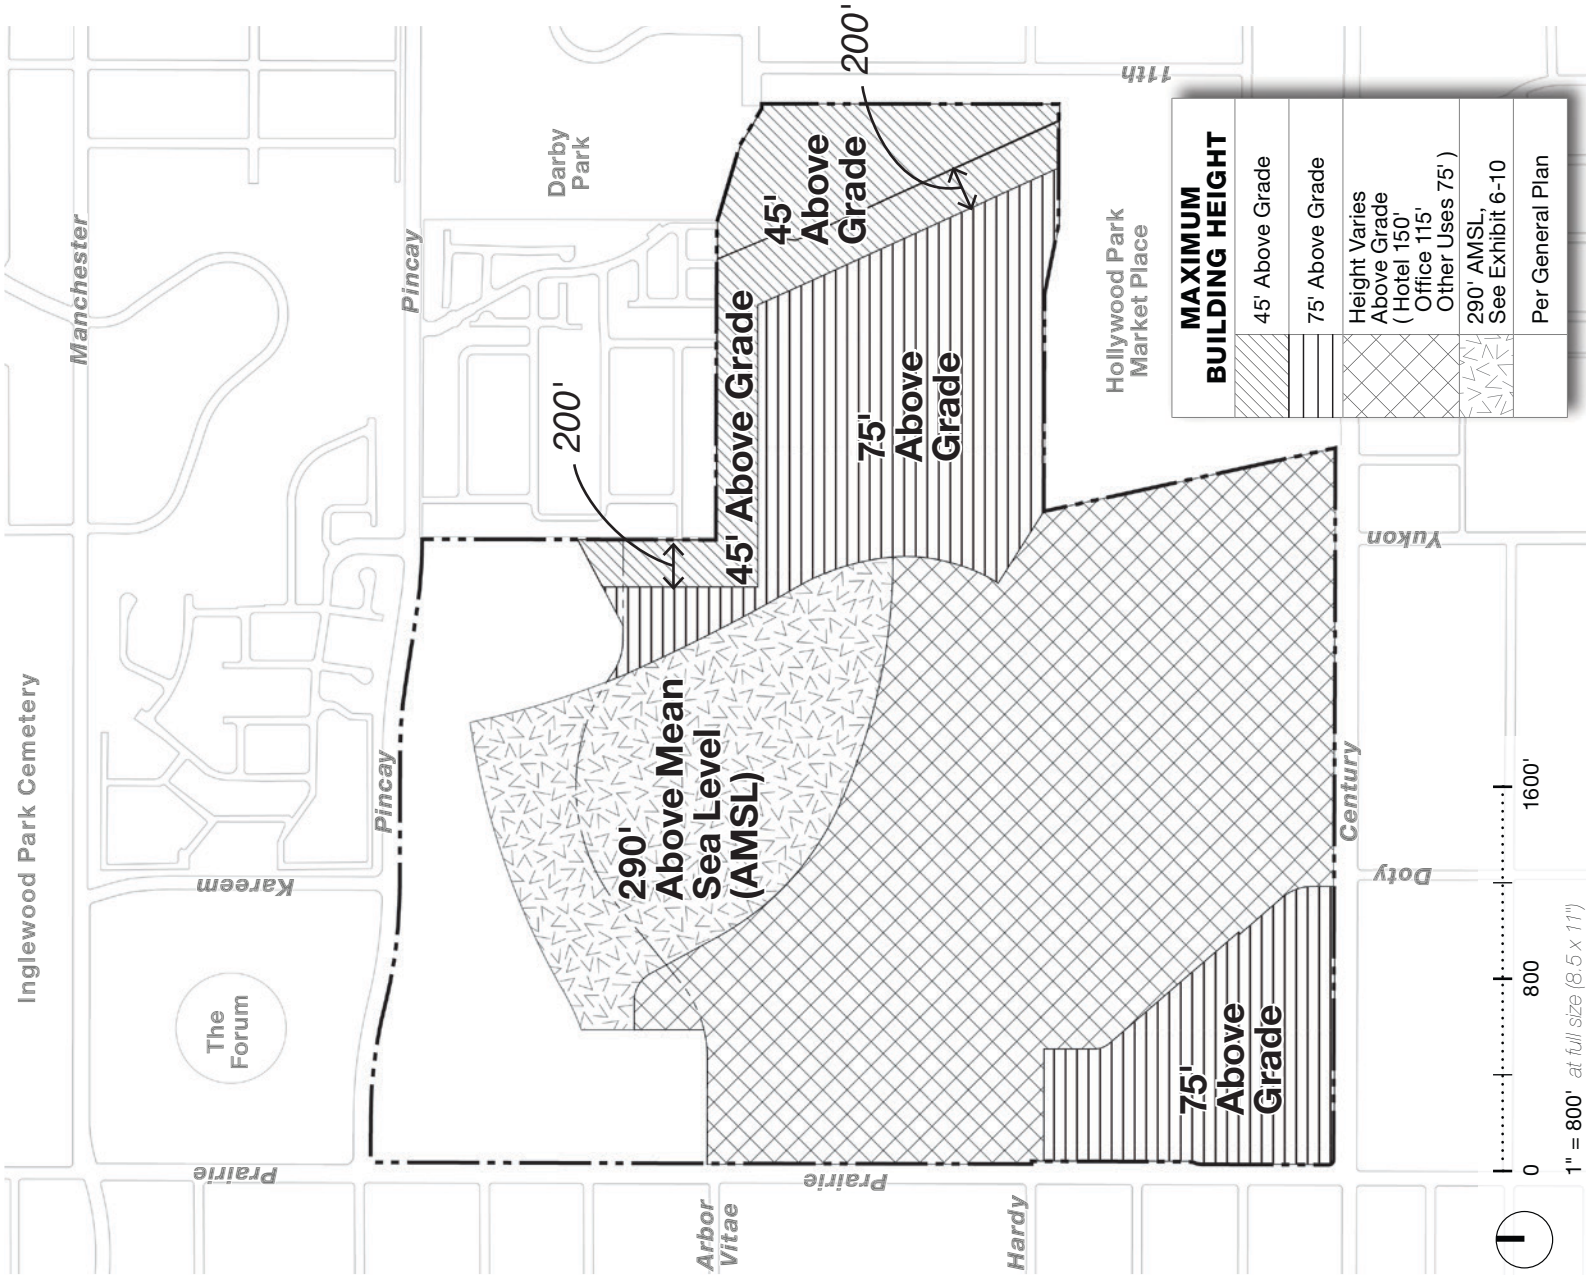 Inglewood Park Cemetery
Manchester
The
Forum
Kareem
Prairie
Pincay
Pincay
Darby
Park
200'
290'
Above Mean
Sea Level
(AMSL)
45' Above Grade
45'
Above
Grade
200'
75'
Above
Grade
11th
Arbor
Vitae
Prairie
Hardy
75'
Above
Grade
Hollywood Park
Market Place
Century
Doty
Yukon
MAXIMUM
BUILDING HEIGHT
45' Above Grade
75' Above Grade
Height Varies
Above Grade
( Hotel 150'
Office 115'
Other Uses 75' )
290' AMSL,
See Exhibit 6-10
Per General Plan
0 800 1600'
1" = 800' at full size (8.5 x 11")